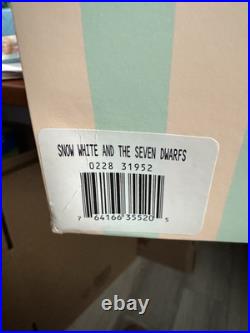 SNOW WHITE AND THE SEVEN DWARFS
0228 31952
7 64166 35520 5